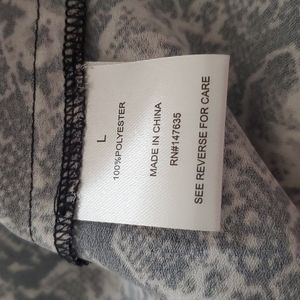 L
100%POLYESTER
MADE IN CHINA
RN#147635
SEE REVERSE FOR CARE